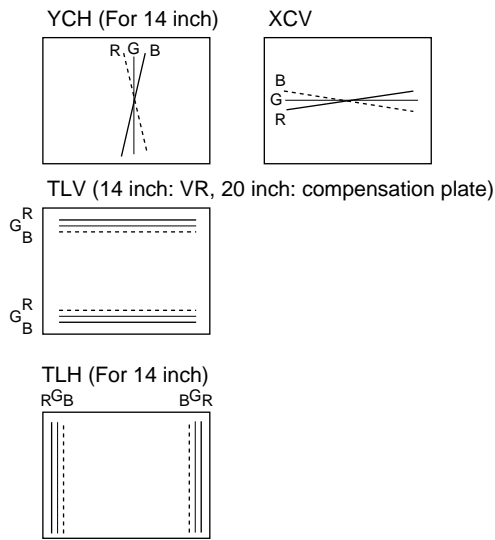 YCH (For 14 inch)
R G B
XCV
B
G
R
TLV (14 inch: VR, 20 inch: compensation plate)
R
G
B
R
G
B
TLH (For 14 inch)
RGB BGR